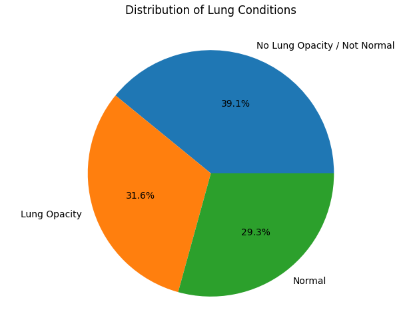 Distribution of Lung Conditions
No Lung Opacity / Not Normal
39.1%
31.6%
Lung Opacity
29.3%
Normal